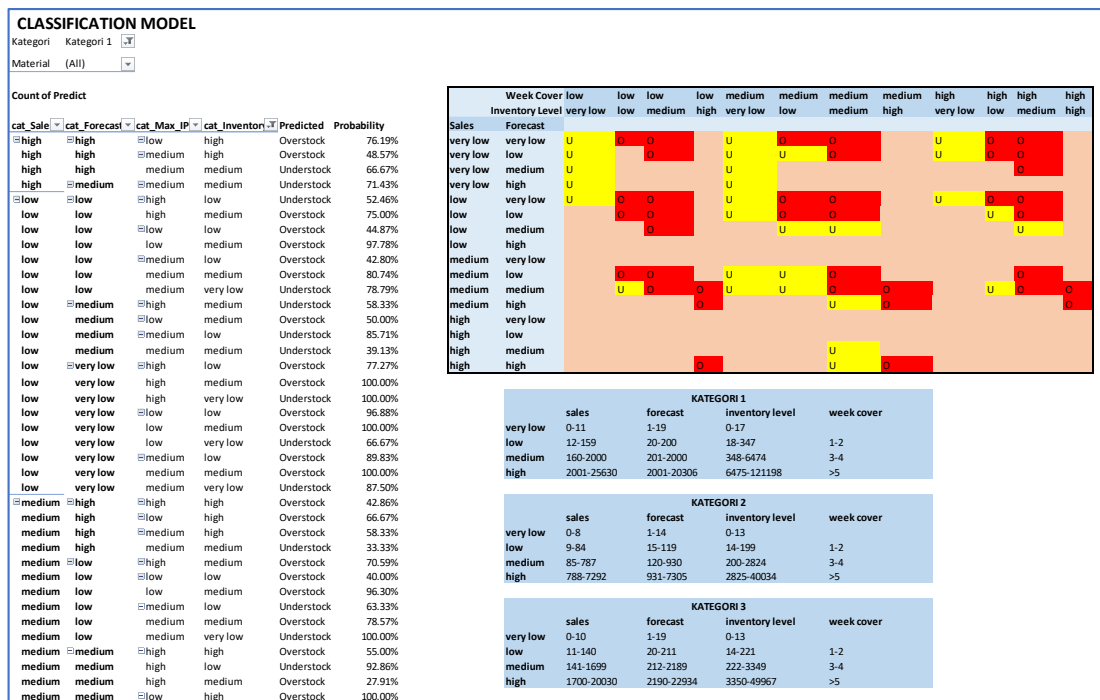 CLASSIFICATION MODEL
Kategori Kategori 1
Material (All)
Count of Predict
cat_Sale cat_Forecast cat_Max_IP cat_Inventor Predicted Probability
high high low high Overstock 76.19%
high high medium high Overstock 48.57%
high high medium medium Understock 66.67%
high medium medium medium Understock 71.43%
low low high low Understock 52.46%
low low high medium Overstock 75.00%
low low low low Overstock 44.87%
low low low medium Overstock 97.78%
low low medium low Overstock 42.80%
low low medium medium Overstock 80.74%
low low medium very low Understock 78.79%
low medium high medium Understock 58.33%
low medium low medium Overstock 50.00%
low medium medium low Understock 85.71%
low medium medium medium Understock 39.13%
low very low high low Overstock 77.27%
low very low high medium Overstock 100.00%
low very low high very low Understock 100.00%
low very low low low Overstock 96.88%
low very low low medium Overstock 100.00%
low very low low very low Understock 66.67%
low very low medium low Overstock 89.83%
low very low medium medium Overstock 100.00%
low very low medium very low Understock 87.50%
medium high high high Overstock 42.86%
medium high low high Overstock 66.67%
medium high medium high Overstock 58.33%
medium high medium medium Understock 33.33%
medium low high medium Overstock 70.59%
medium low low low Overstock 40.00%
medium low low medium Overstock 96.30%
medium low medium low Understock 63.33%
medium low medium medium Overstock 78.57%
medium low medium very low Understock 100.00%
medium medium high high Overstock 55.00%
medium medium high low Understock 92.86%
medium medium high medium Overstock 27.91%
medium medium low high Overstock 100.00%
Week Cover low low low low medium medium medium medium high high high high
Inventory Level very low low medium high very low low medium high very low low medium high
Sales Forecast
very low very low U O O U O O U O O
very low low U O U U O U O O
very low medium U U O
very low high U U
low very low U O O U O O U O O
low low O O U O O U O
low medium O U U U
low high
medium very low
medium low O O U U O O
medium medium U O O U U O O U O O
medium high O U O O
high very low
high low
high medium U
high high O U O
KATEGORI 1
sales forecast inventory level week cover
very low 0-11 1-19 0-17
low 12-159 20-200 18-347 1-2
medium 160-2000 201-2000 348-6474 3-4
high 2001-25630 2001-20306 6475-121198 >5
KATEGORI 2
sales forecast inventory level week cover
very low 0-8 1-14 0-13
low 9-84 15-119 14-199 1-2
medium 85-787 120-930 200-2824 3-4
high 788-7292 931-7305 2825-40034 >5
KATEGORI 3
sales forecast inventory level week cover
very low 0-10 1-19 0-13
low 11-140 20-211 14-221 1-2
medium 141-1699 212-2189 222-3349 3-4
high 1700-20030 2190-22934 3350-49967 >5